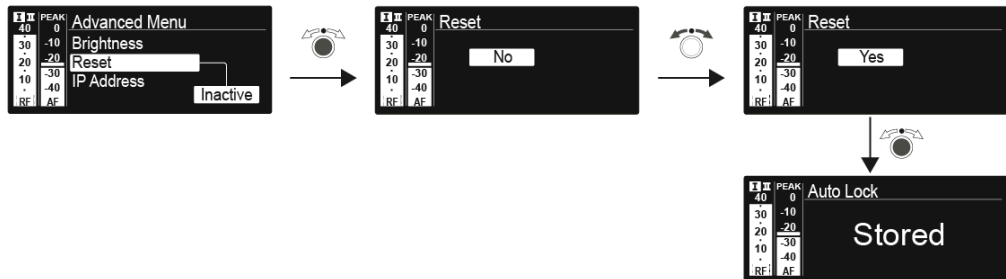 I II PEAK Advanced Menu
40 0
30 -10 Brightness
20 -20 Reset
10 -30 IP Address
-40 Inactive
RF AF
I II PEAK Reset
40 0
30 -10 No
20 -20
10 -30
-40
RF AF
I II PEAK Reset
40 0
30 -10 Yes
20 -20
10 -30
-40
RF AF
I II PEAK Auto Lock
40 0
30 -10
20 -20 Stored
10 -30
-40
RF AF